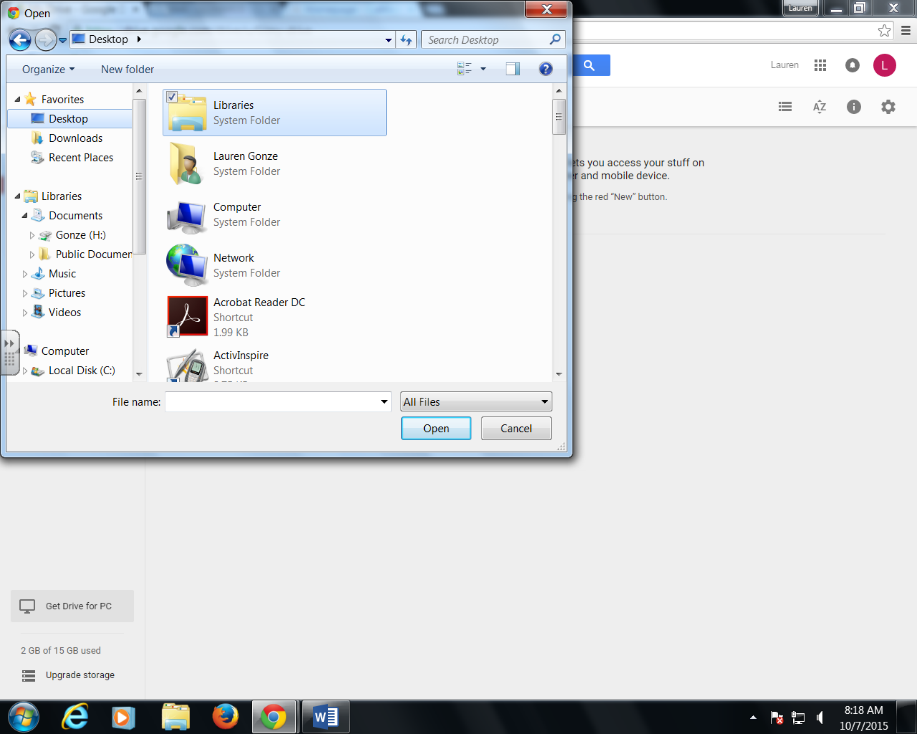 Open
Lauren
Desktop
Search Desktop
Organize
New folder
Favorites
Desktop
Downloads
Recent Places
Libraries
Documents
Gonze (H:)
Public Documen
Music
Pictures
Videos
Computer
Local Disk (C:)
Libraries
System Folder
Lauren Gonze
System Folder
Computer
System Folder
Network
System Folder
Acrobat Reader DC
Shortcut
1.99 KB
ActivInspire
Shortcut
File name:
All Files
Open
Cancel
Lauren
L
AZ
ets you access your stuff on
er and mobile device.
g the red "New" button.
Get Drive for PC
2 GB of 15 GB used
Upgrade storage
8:18 AM
10/7/2015